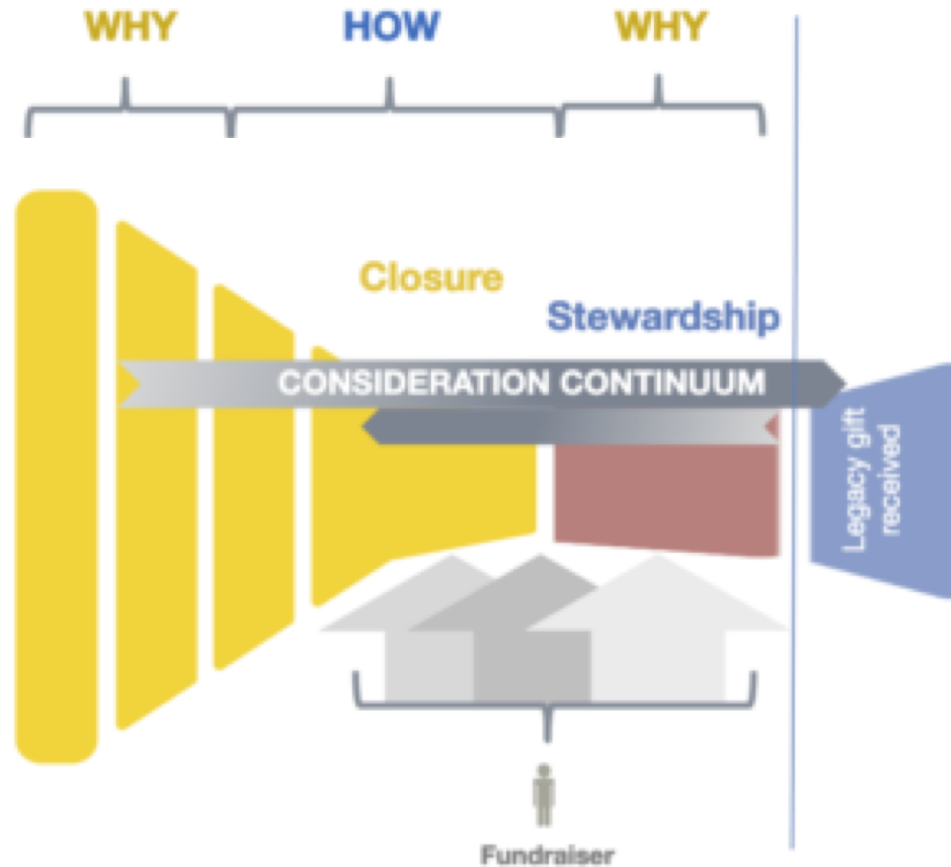 WHY
HOW
WHY
Closure
Stewardship
CONSIDERATION CONTINUUM
Legacy gift
received
Fundraiser